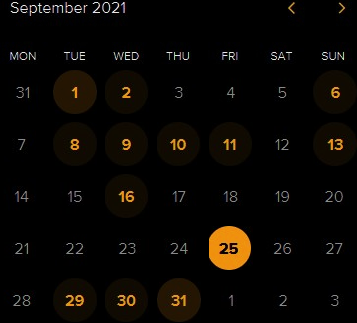 September 2021
MON TUE WED THU FRI SAT SUN
31 1 2 3 4 5 6
7 8 9 10 11 12 13
14 15 16 17 18 19 20
21 22 23 24 25 26 27
28 29 30 31 1 2 3